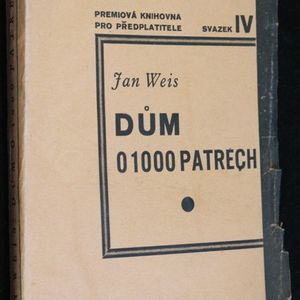 PREMIOVÁ KNIHOVNA
PRO PŘEDPLATITELE SVAZEK IV
Jan Weis
DŮM
O 1000 PATRECH